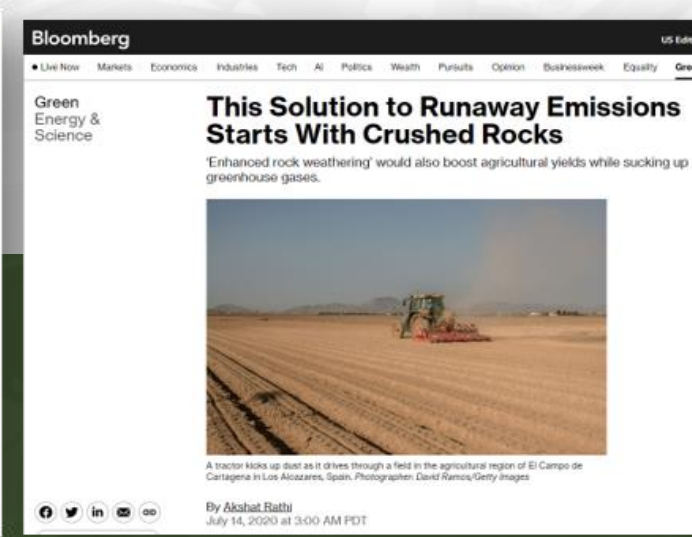 Bloomberg
US Edit
Live Now Markets Economics Industries Tech AI Politics Wealth Pursuits Opinion Businessweek Equality Gre
Green
Energy &
Science
This Solution to Runaway Emissions
Starts With Crushed Rocks
'Enhanced rock weathering' would also boost agricultural yields while sucking up
greenhouse gases.
A tractor kicks up dust as it drives through a field in the agricultural region of El Campo de
Cartagena in Los Alcazares, Spain. Photographer: David Ramos/Getty Images
By Akshat Rathi
July 14, 2020 at 3:00 AM PDT